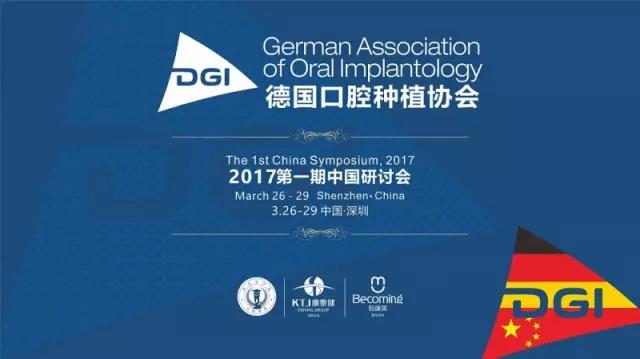 DGI
German Association
of Oral Implantology
德国口腔种植协会
The 1st China Symposium, 2017
2017第一期中国研讨会
March 26 - 29 Shenzhen·China
3.26-29 中国·深圳
KTJ康泰健
DENTAL GROUP
Becoming
DGI